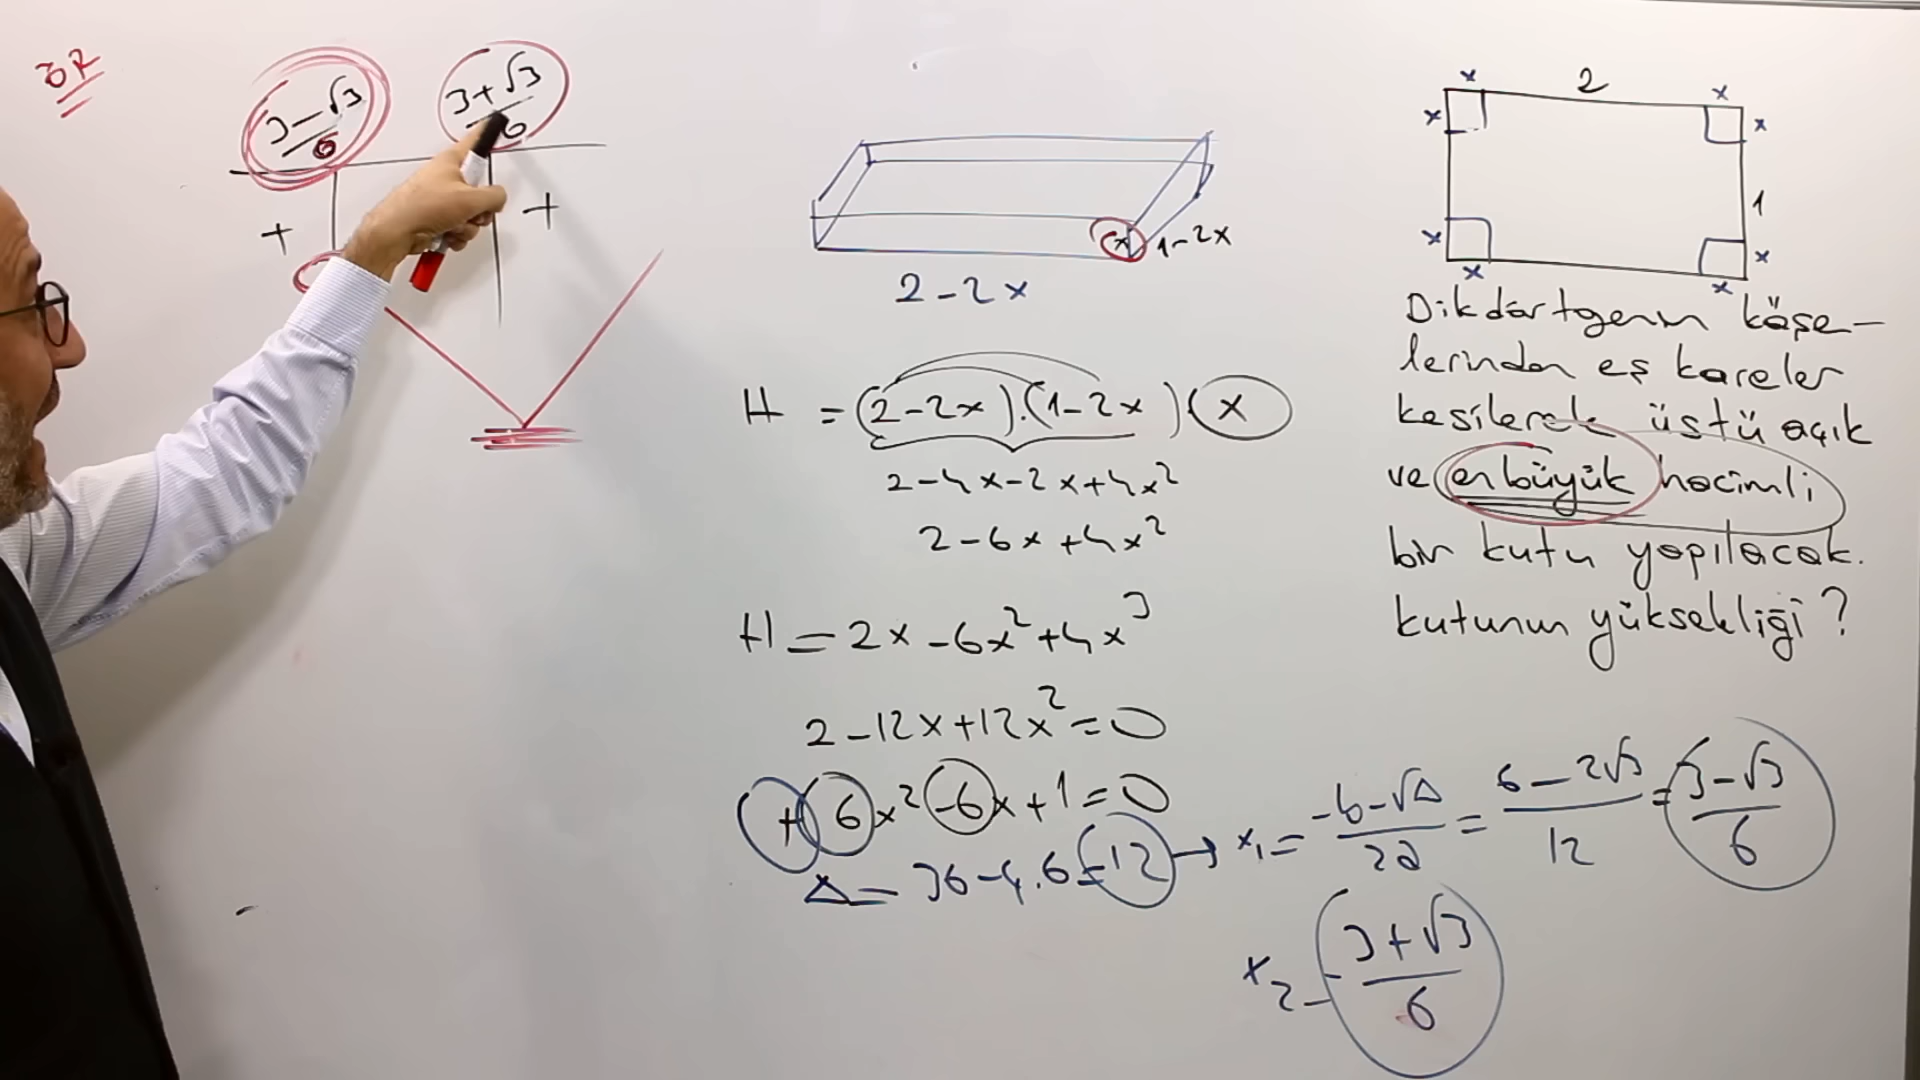 ÖR
3-√3/6 3+√3/6
+ +
x 2 x
x x
1
x x
x x
x 1-2x
2-2x
Dikdörtgenin köşe-
lerinden eş kareler
kesilerek üstü açık
ve en büyük hacimli
bir kutu yapılacak.
kutunun yüksekliği?
H = (2-2x).(1-2x)(x)
2-4x-2x+4x²
2-6x+4x²
H=2x-6x²+4x³
2-12x+12x²=0
+6x²-6x+1=0
Δ=36-4.6=12→x₁=-b-√Δ/2a=6-2√3/12=3-√3/6
x₂=3+√3/6